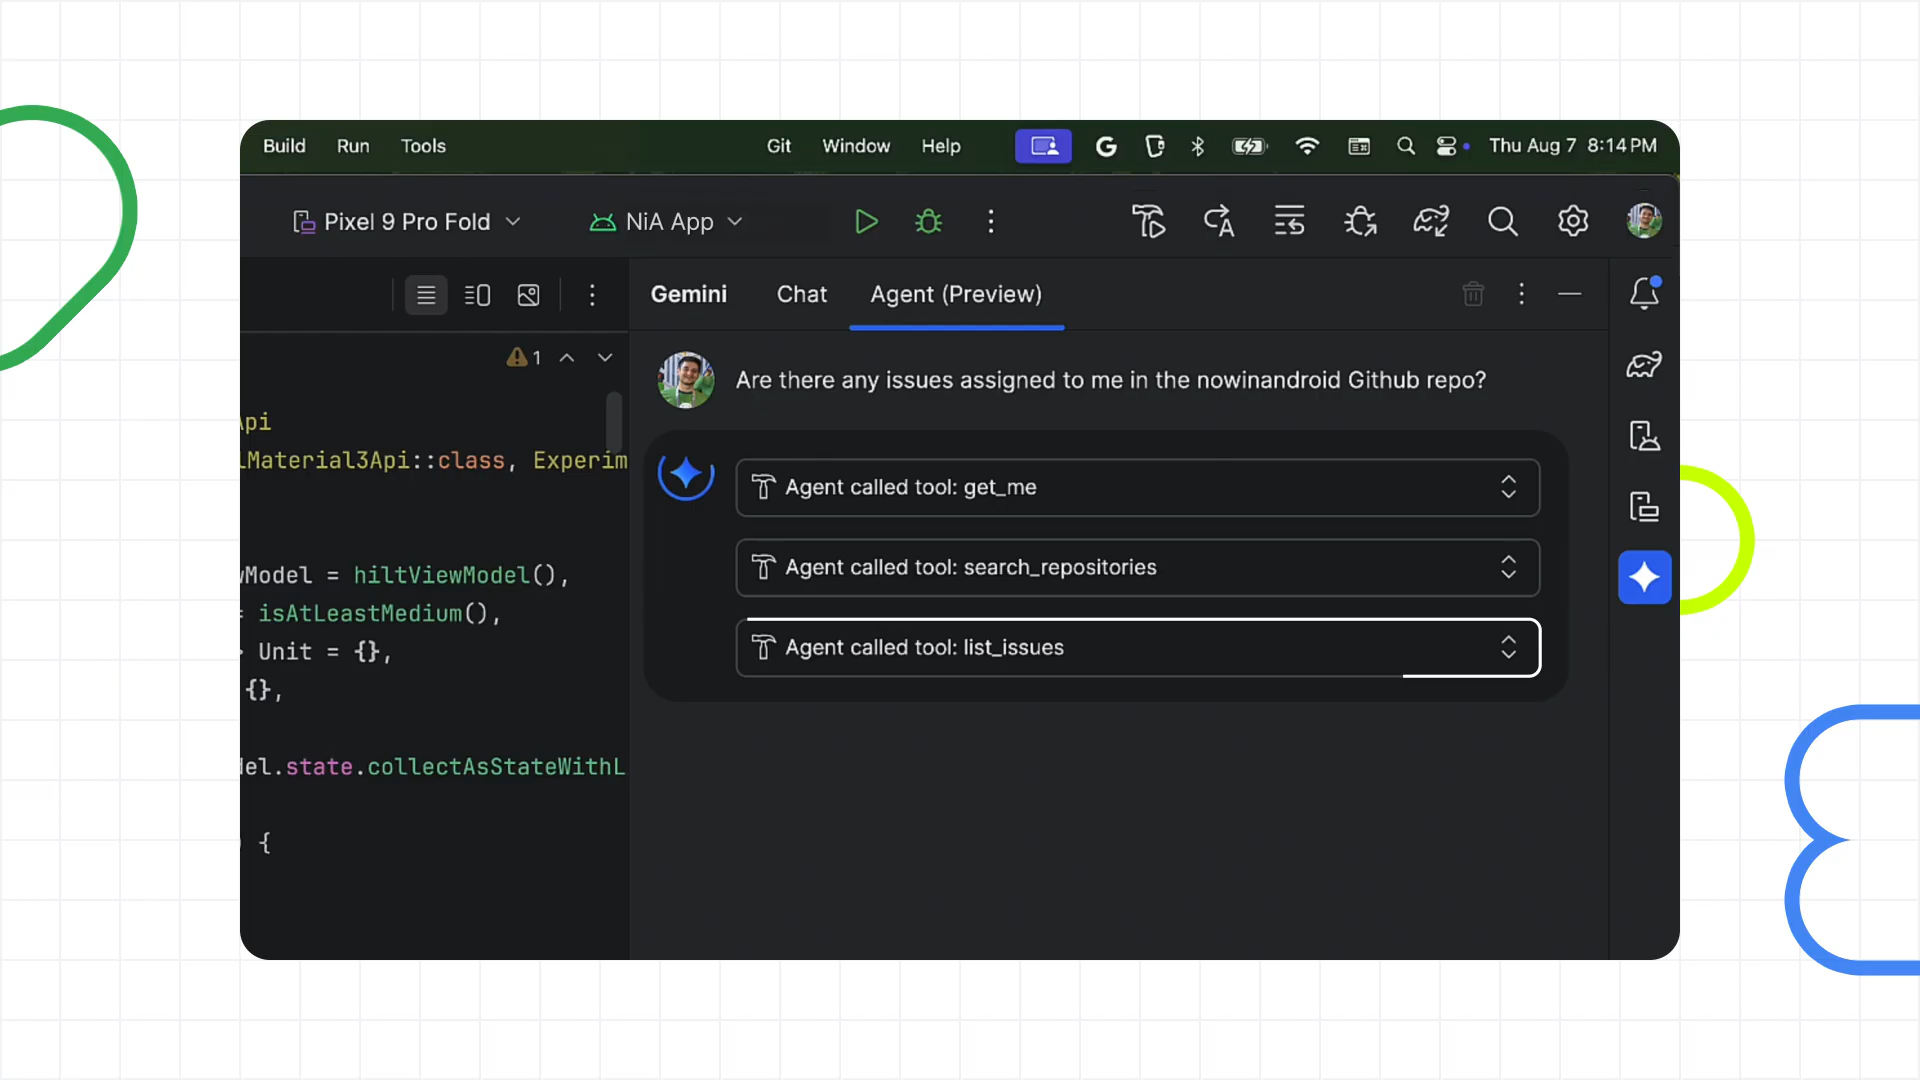 Build Run Tools Git Window Help Thu Aug 7 8:14 PM
Pixel 9 Pro Fold NiA App
Gemini Chat Agent (Preview)
1
Are there any issues assigned to me in the nowinandroid Github repo?
Agent called tool: get_me
Agent called tool: search_repositories
Agent called tool: list_issues
pi
Material3Api::class, Experim
Model = hiltViewModel(),
= isAtLeastMedium(),
Unit = {},
{},
el.state.collectAsStateWithL
{